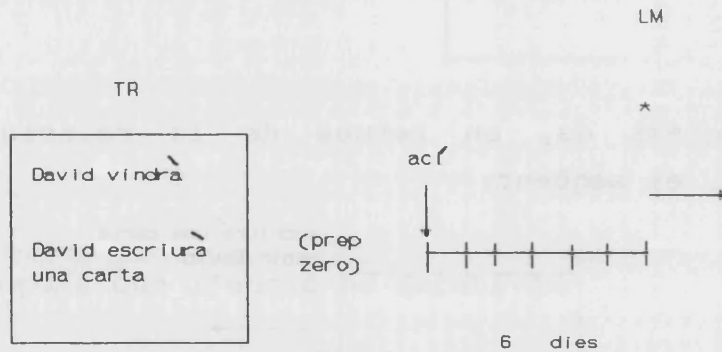 LM
TR
*
David vindrà
ací
David escriurà
una carta
(prep
zero)
6 dies